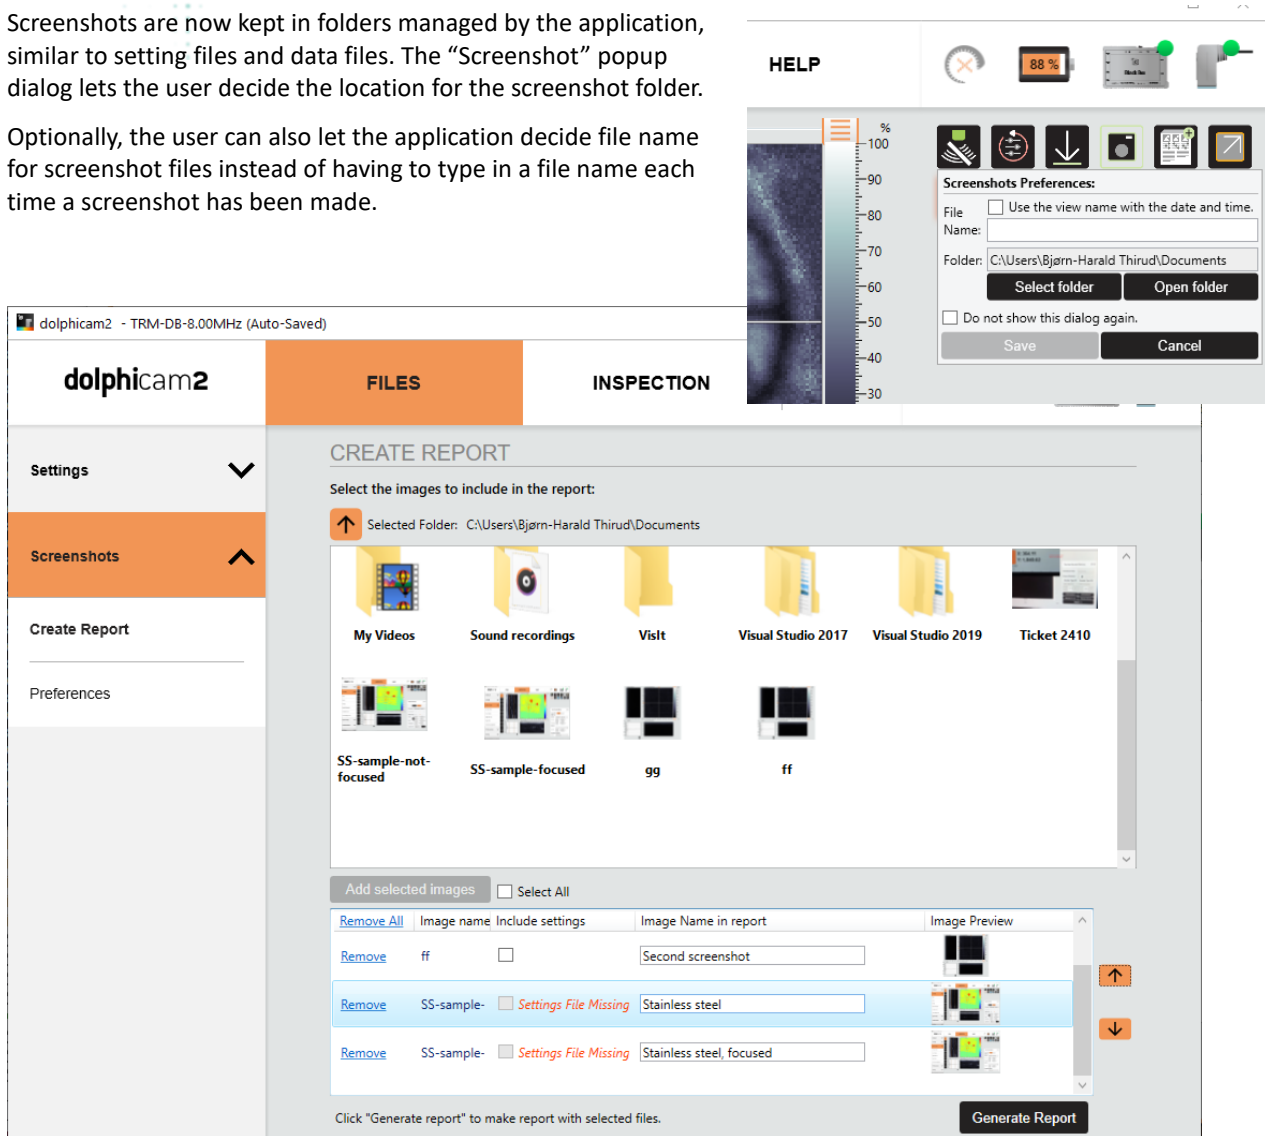 Screenshots are now kept in folders managed by the application,
similar to setting files and data files. The “Screenshot” popup
dialog lets the user decide the location for the screenshot folder.
Optionally, the user can also let the application decide file name
for screenshot files instead of having to type in a file name each
time a screenshot has been made.
HELP
88 %
%
100
90
80
70
60
50
40
30
Screenshots Preferences:
File Name:
Use the view name with the date and time.
Folder: C:\Users\Bjørn-Harald Thirud\Documents
Select folder Open folder
Do not show this dialog again.
Save Cancel
dolphicam2 - TRM-DB-8.00MHz (Auto-Saved)
dolphicam2 FILES INSPECTION
Settings
Screenshots
Create Report
Preferences
CREATE REPORT
Select the images to include in the report:
Selected Folder: C:\Users\Bjørn-Harald Thirud\Documents
My Videos Sound recordings VisIt Visual Studio 2017 Visual Studio 2019 Ticket 2410
SS-sample-not-
focused SS-sample-focused gg ff
Add selected images Select All
Remove All Image name Include settings Image Name in report Image Preview
Remove ff Second screenshot
Remove SS-sample- Settings File Missing Stainless steel
Remove SS-sample- Settings File Missing Stainless steel, focused
Click "Generate report" to make report with selected files. Generate Report